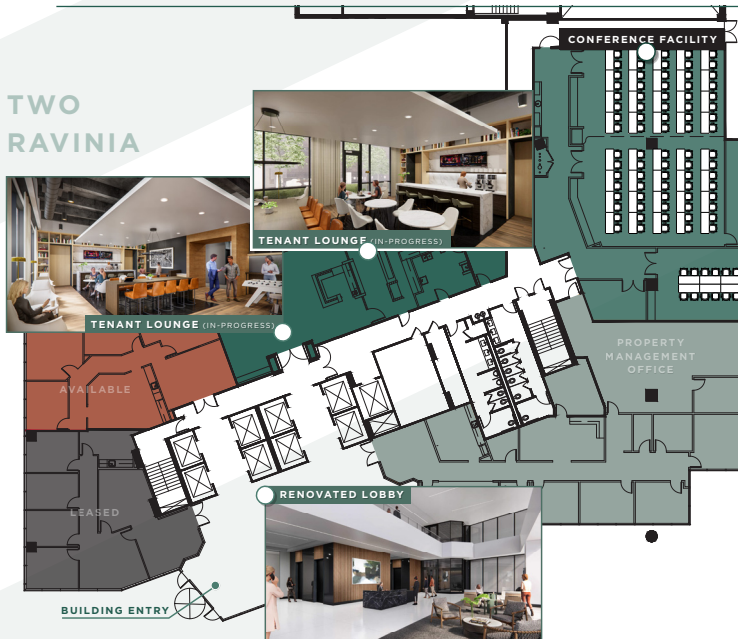 CONFERENCE FACILITY
TWO
RAVINIA
TENANT LOUNGE (IN-PROGRESS)
TENANT LOUNGE (IN-PROGRESS)
PROPERTY
MANAGEMENT
OFFICE
AVAILABLE
LEASED
RENOVATED LOBBY
BUILDING ENTRY